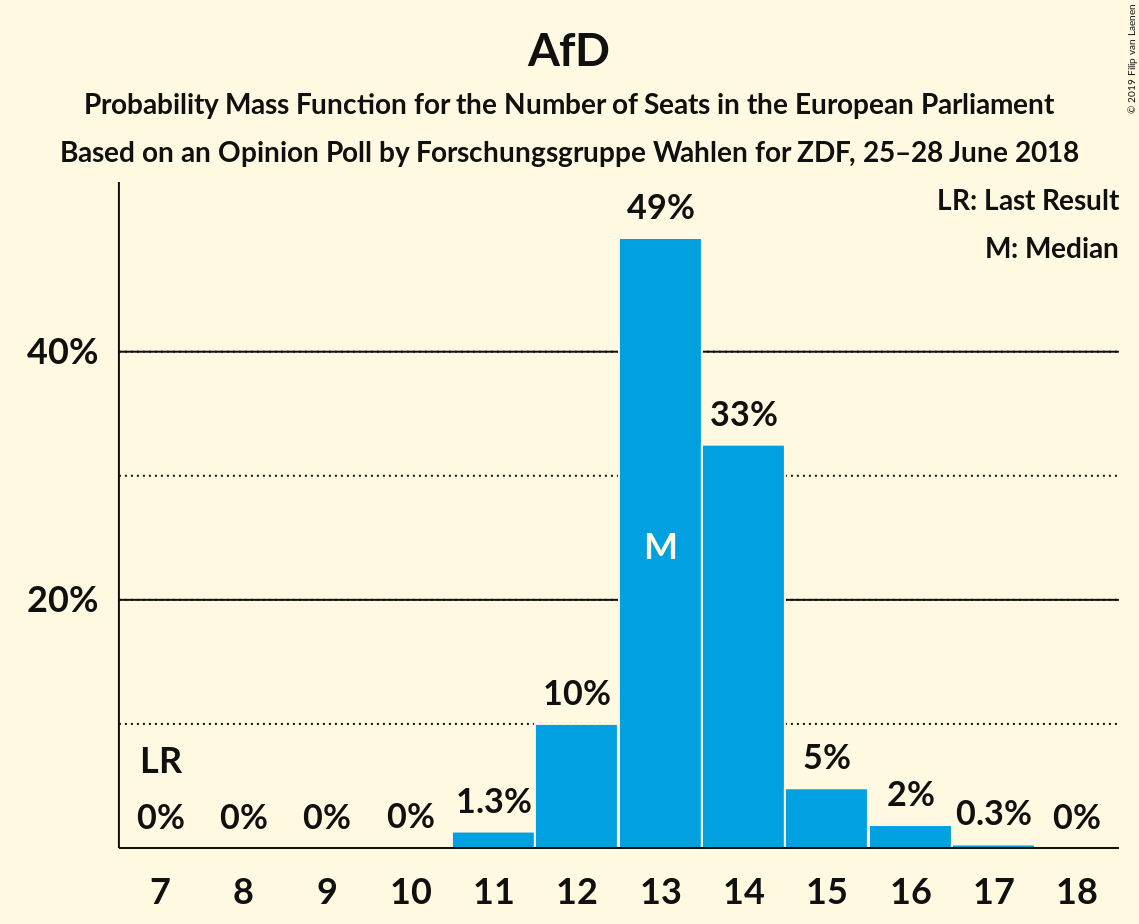 AfD
Probability Mass Function for the Number of Seats in the European Parliament
Based on an Opinion Poll by Forschungsgruppe Wahlen for ZDF, 25–28 June 2018
© 2019 Filip van Laenen
LR: Last Result
M: Median
49%
40%
33%
M
20%
10%
LR
5%
2%
1.3%
0.3%
0% 0% 0% 0% 0%
7 8 9 10 11 12 13 14 15 16 17 18